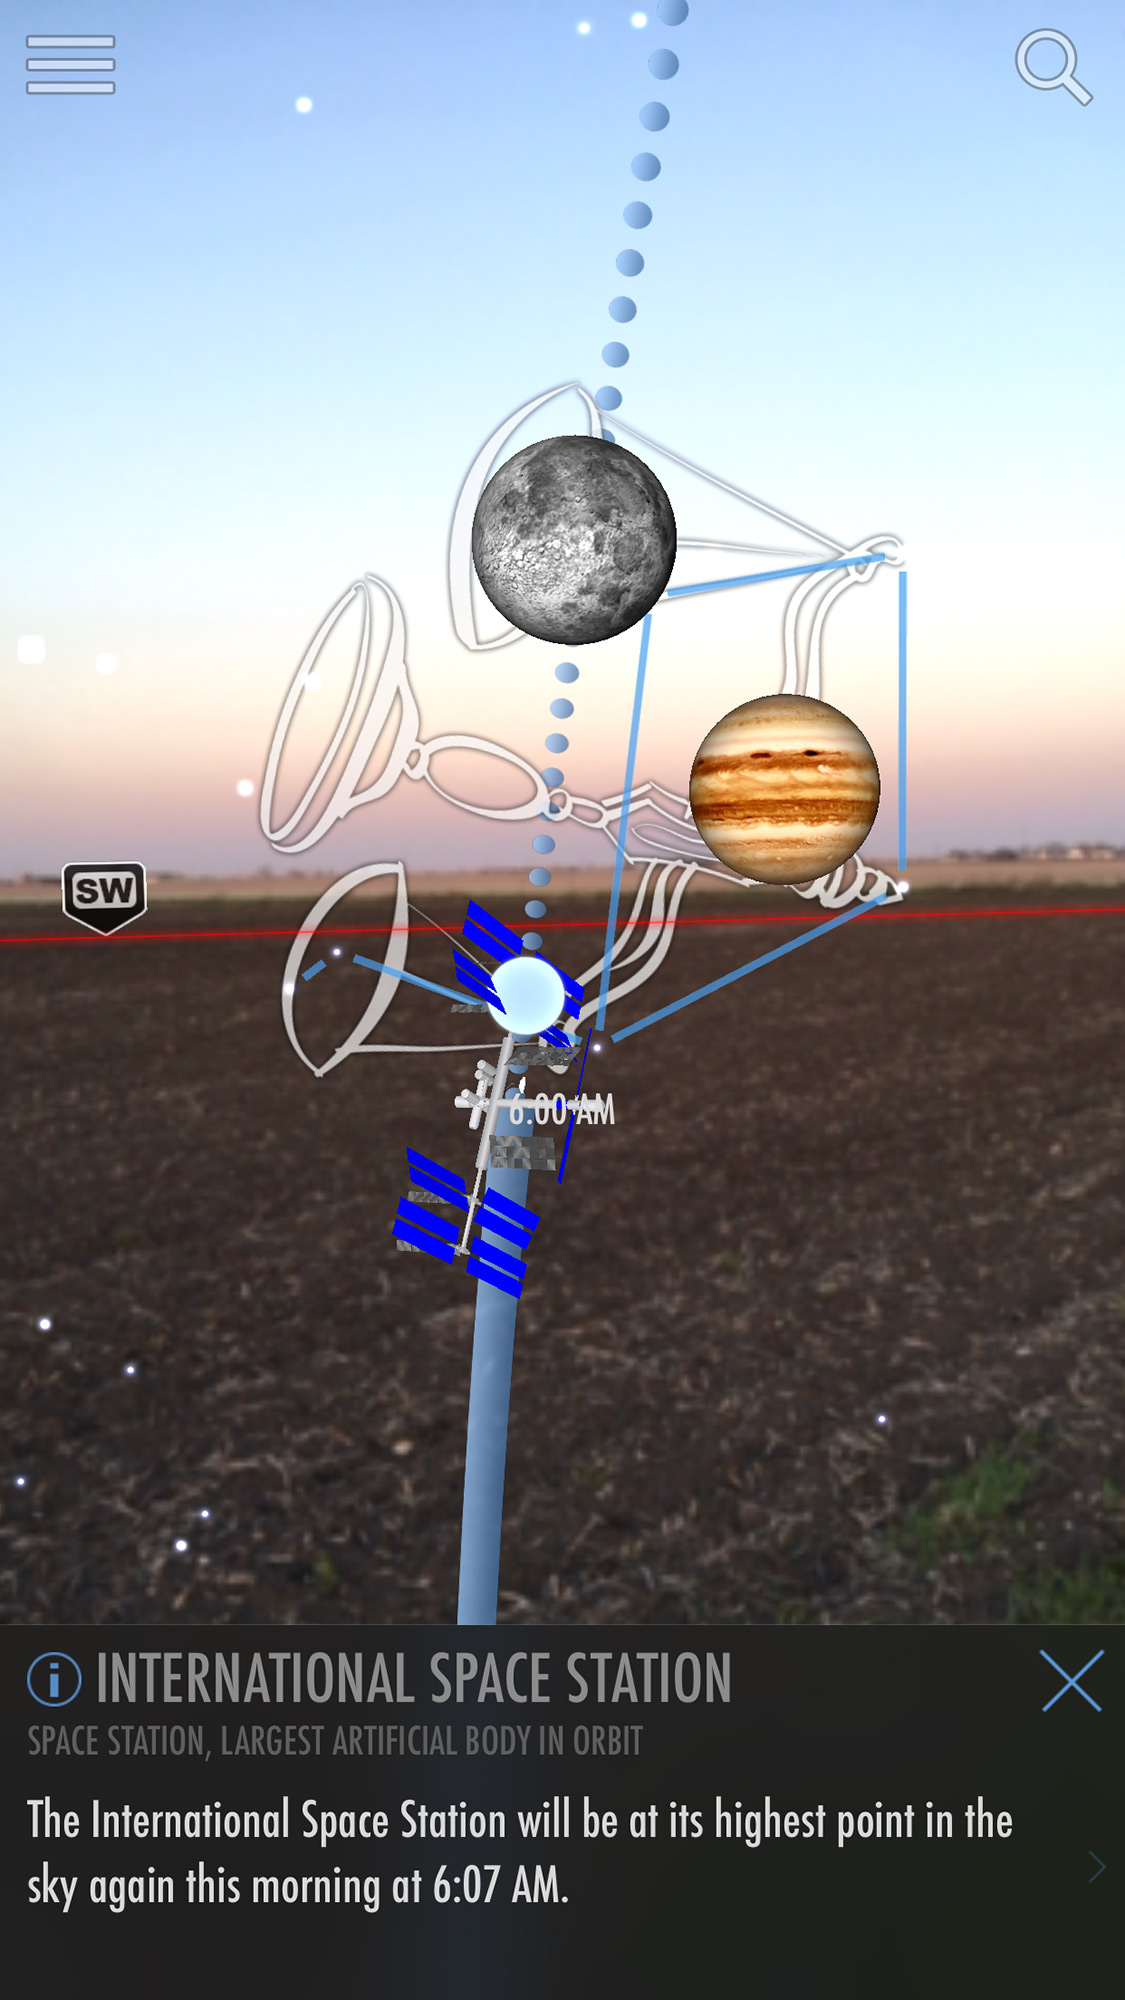 SW
6:00 AM
INTERNATIONAL SPACE STATION
SPACE STATION, LARGEST ARTIFICIAL BODY IN ORBIT
The International Space Station will be at its highest point in the
sky again this morning at 6:07 AM.